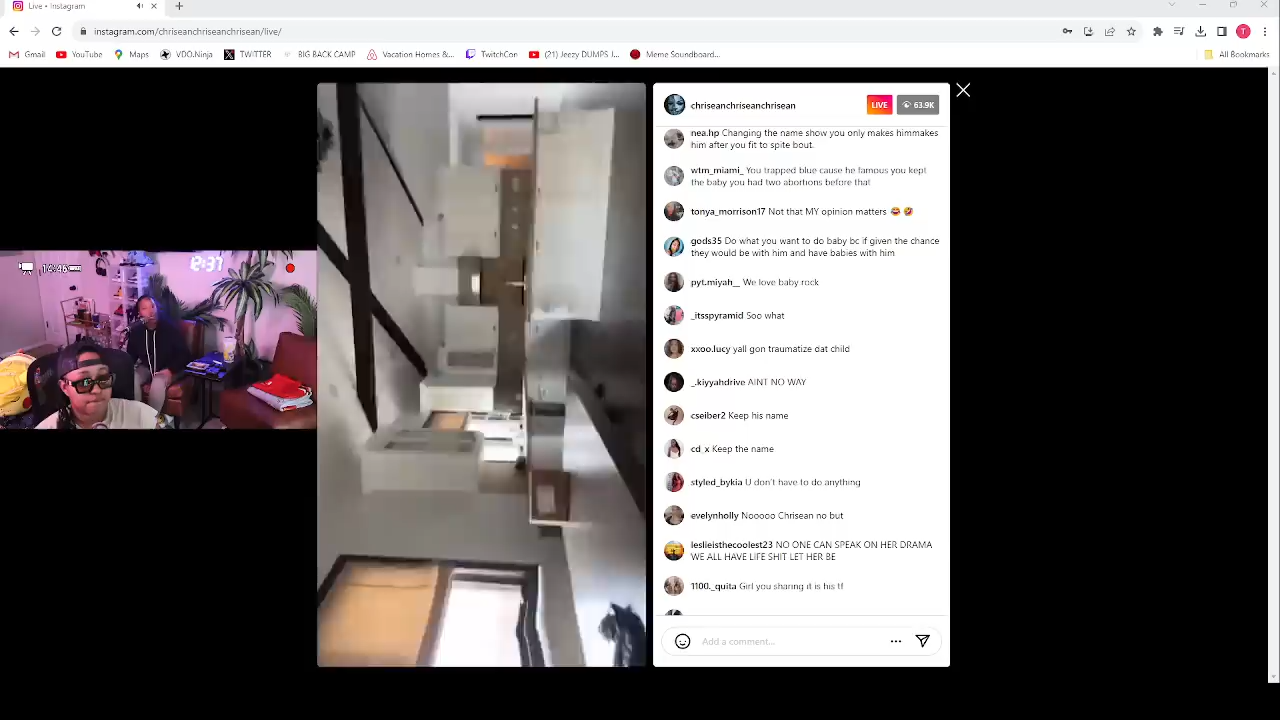 Live • Instagram
instagram.com/chriseanchriseanchrisean/live/
Gmail
YouTube
Maps
VDO.Ninja
TWITTER
BIG BACK CAMP
Vacation Homes &...
TwitchCon
(21) Jeezy DUMPS J...
Meme Soundboard...
All Bookmarks
T
chriseanchriseanchrisean
LIVE
63.9K
nea.hp Changing the name show you only makes himmakes
him after you fit to spite bout.
wtm_miami_ You trapped blue cause he famous you kept
the baby you had two abortions before that
tonya_morrison17 Not that MY opinion matters 😂 🤣
gods35 Do what you want to do baby bc if given the chance
they would be with him and have babies with him
pyt.miyah__ We love baby rock
_itsspyramid Soo what
xxoo.lucy yall gon traumatize dat child
_.kiyyahdrive AINT NO WAY
cseiber2 Keep his name
cd_x Keep the name
styled_bykia U don't have to do anything
evelynholly Nooooo Chrisean no but
leslieisthecoolest23 NO ONE CAN SPEAK ON HER DRAMA
WE ALL HAVE LIFE SHIT LET HER BE
1100._quita Girl you sharing it is his tf
Add a comment...